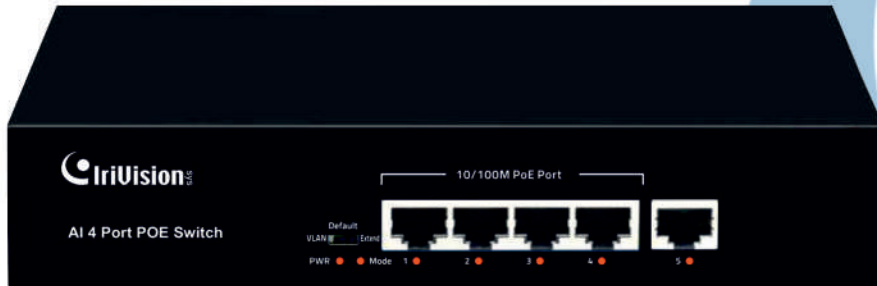 IriVision sys
AI 4 Port POE Switch
10/100M PoE Port
Default
VLAN Extend
PWR Mode 1 2 3 4 5